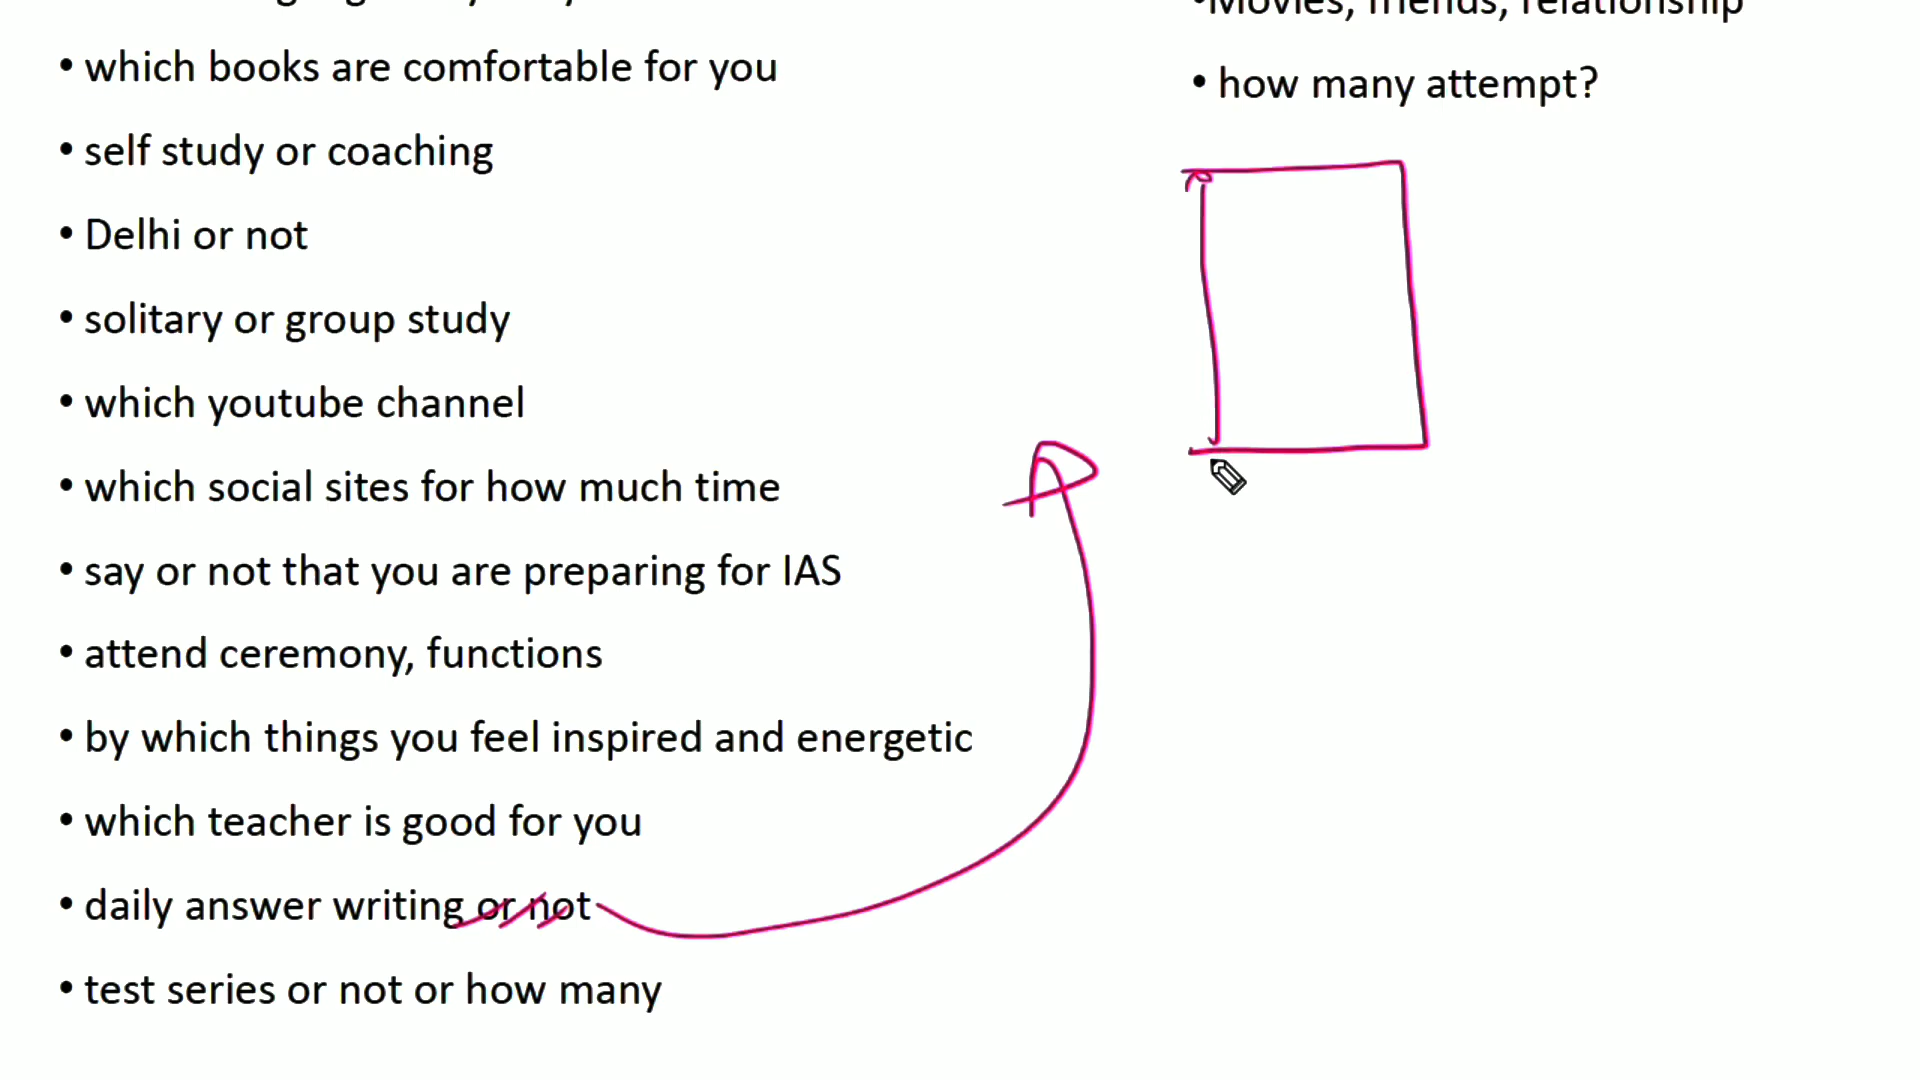 • which books are comfortable for you
• self study or coaching
• Delhi or not
• solitary or group study
• which youtube channel
• which social sites for how much time
• say or not that you are preparing for IAS
• attend ceremony, functions
• by which things you feel inspired and energetic
• which teacher is good for you
• daily answer writing or not
• test series or not or how many
•Movies, friends, relationship
• how many attempt?